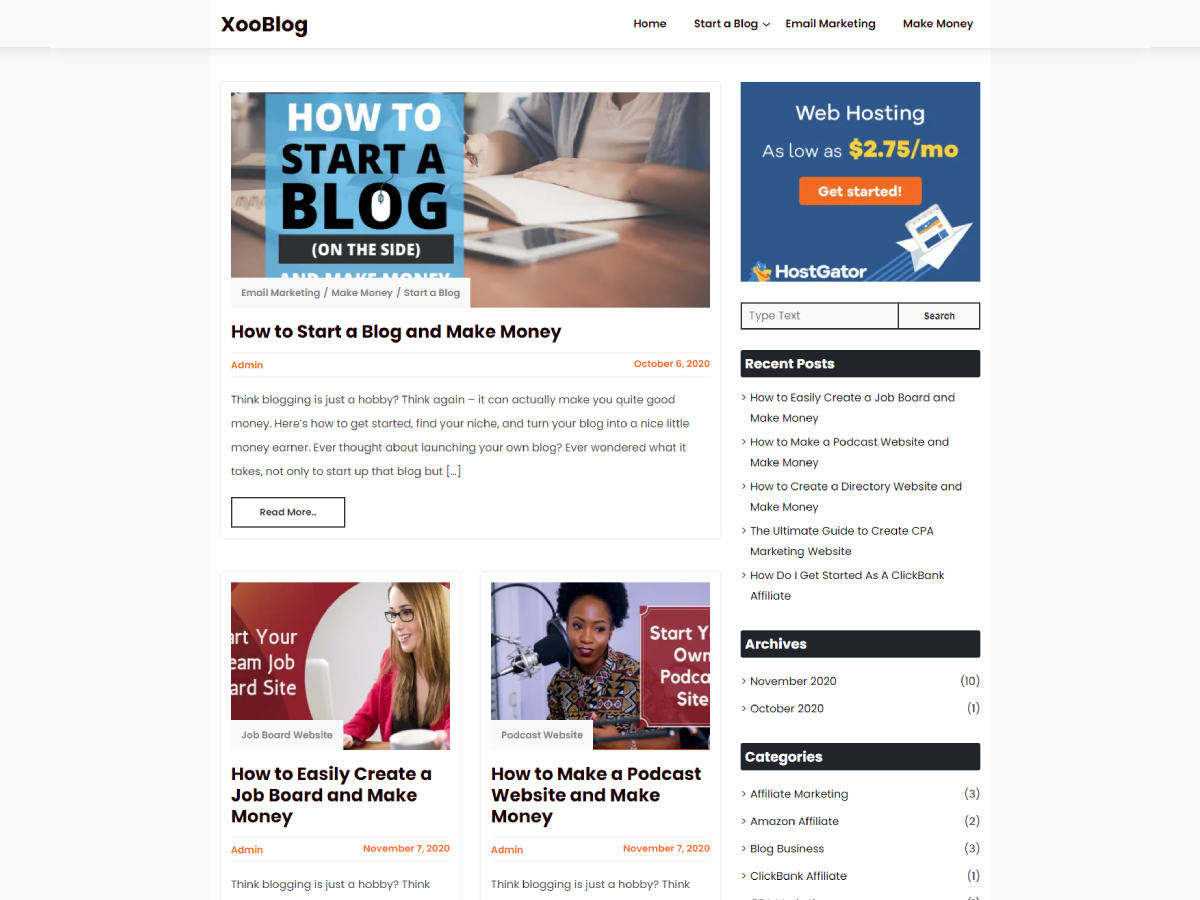 XooBlog
Home
Start a Blog
Email Marketing
Make Money
HOW TO
START A
BLOG
(ON THE SIDE)
AND MAKE MONEY
Email Marketing / Make Money / Start a Blog
How to Start a Blog and Make Money
Admin
October 6, 2020
Think blogging is just a hobby? Think again – it can actually make you quite good
money. Here's how to get started, find your niche, and turn your blog into a nice little
money earner. Ever thought about launching your own blog? Ever wondered what it
takes, not only to start up that blog but [...]
Read More..
art Your
eam Job
ard Site
Job Board Website
How to Easily Create a
Job Board and Make
Money
Admin
November 7, 2020
Think blogging is just a hobby? Think
Start Y
Own
Podca
Site
Podcast Website
How to Make a Podcast
Website and Make
Money
Admin
November 7, 2020
Think blogging is just a hobby? Think
Web Hosting
As low as $2.75/mo
Get started!
HostGator
Type Text
Search
Recent Posts
> How to Easily Create a Job Board and
Make Money
> How to Make a Podcast Website and
Make Money
> How to Create a Directory Website and
Make Money
> The Ultimate Guide to Create CPA
Marketing Website
> How Do I Get Started As A ClickBank
Affiliate
Archives
> November 2020 (10)
> October 2020 (1)
Categories
> Affiliate Marketing (3)
> Amazon Affiliate (2)
> Blog Business (3)
> ClickBank Affiliate (1)